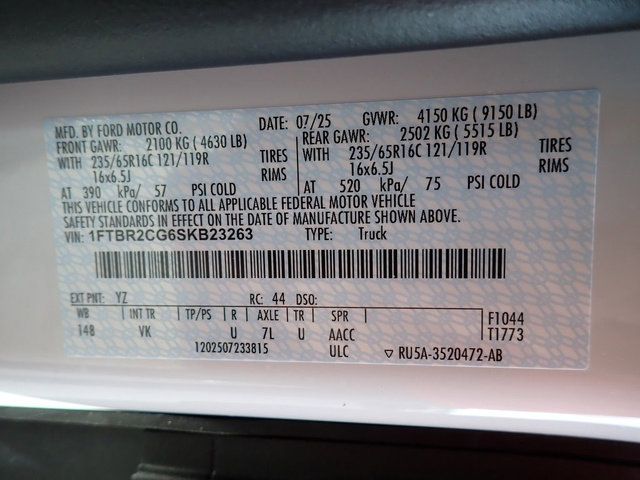 MFD. BY FORD MOTOR CO. DATE: 07/25 GVWR: 4150 KG ( 9150 LB)
FRONT GAWR: 2100 KG ( 4630 LB) REAR GAWR: 2502 KG ( 5515 LB)
WITH 235/65R16C 121/119R TIRES WITH 235/65R16C 121/119R TIRES
16x6.5J RIMS 16x6.5J RIMS
AT 390 kPa/ 57 PSI COLD AT 520 kPa/ 75 PSI COLD
THIS VEHICLE CONFORMS TO ALL APPLICABLE FEDERAL MOTOR VEHICLE
SAFETY STANDARDS IN EFFECT ON THE DATE OF MANUFACTURE SHOWN ABOVE.
VIN: 1FTBR2CG6SKB23263 TYPE: Truck
EXT PNT: YZ RC: 44 DSO:
WB INT TR TP/PS R AXLE TR SPR F1044
148 VK U 7L U AACC T1773
1202507233815 ULC ▽ RU5A-3520472-AB